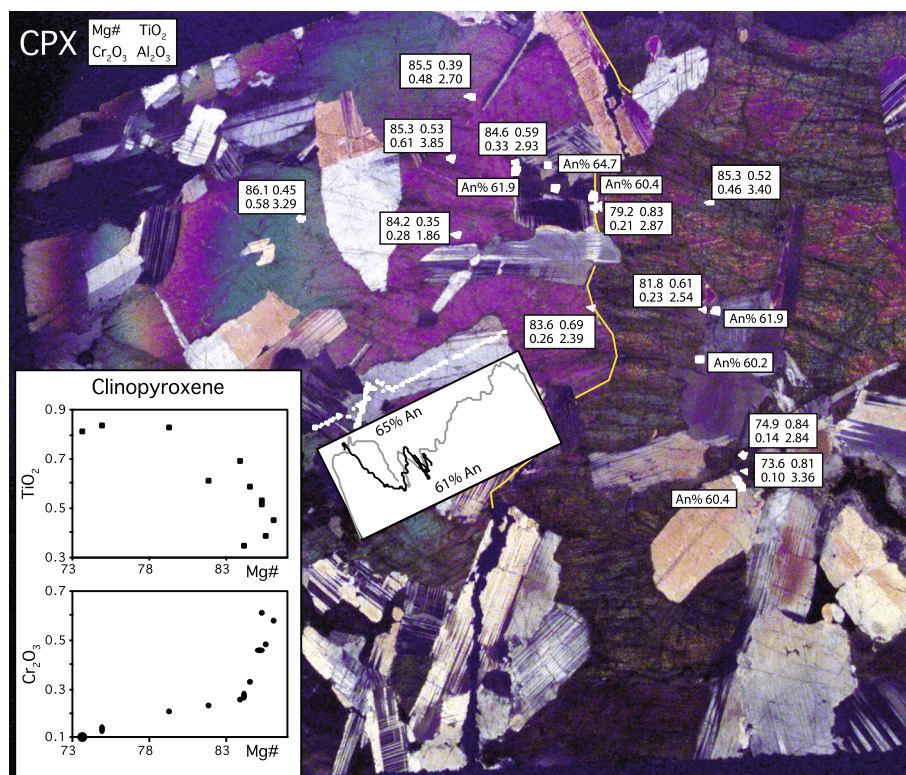 CPX
Mg# TiO2
Cr2O3 Al2O3
85.5 0.39
0.48 2.70
85.3 0.53
0.61 3.85
84.6 0.59
0.33 2.93
An% 64.7
An% 61.9
An% 60.4
86.1 0.45
0.58 3.29
85.3 0.52
0.46 3.40
79.2 0.83
0.21 2.87
84.2 0.35
0.28 1.86
81.8 0.61
0.23 2.54
An% 61.9
83.6 0.69
0.26 2.39
An% 60.2
65% An
61% An
74.9 0.84
0.14 2.84
73.6 0.81
0.10 3.36
An% 60.4
Clinopyroxene
TiO2
0.9
0.7
0.5
0.3
73 78 83 Mg#
Cr2O3
0.7
0.5
0.3
0.1
73 78 83 Mg#